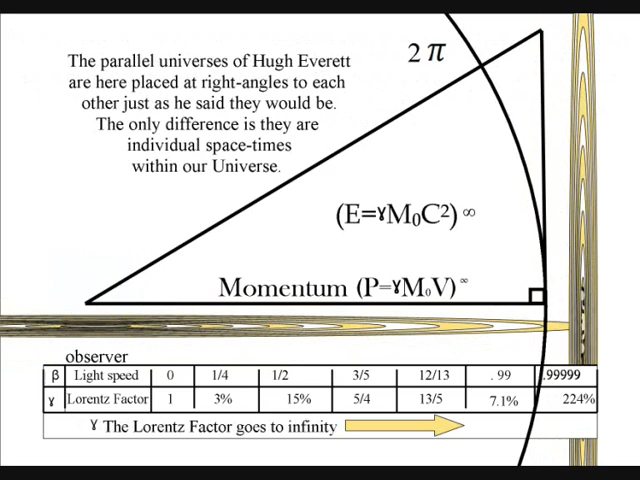 The parallel universes of Hugh Everett
are here placed at right-angles to each
other just as he said they would be.
The only difference is they are
individual space-times
within our Universe.
2 π
(E=ɤM₀C²) ∞
Momentum (P=ɤM₀V) ∞
observer
β Light speed 0 1/4 1/2 3/5 12/13 . 99 .99999
ɤ Lorentz Factor 1 3% 15% 5/4 13/5 7.1% 224%
ɤ The Lorentz Factor goes to infinity